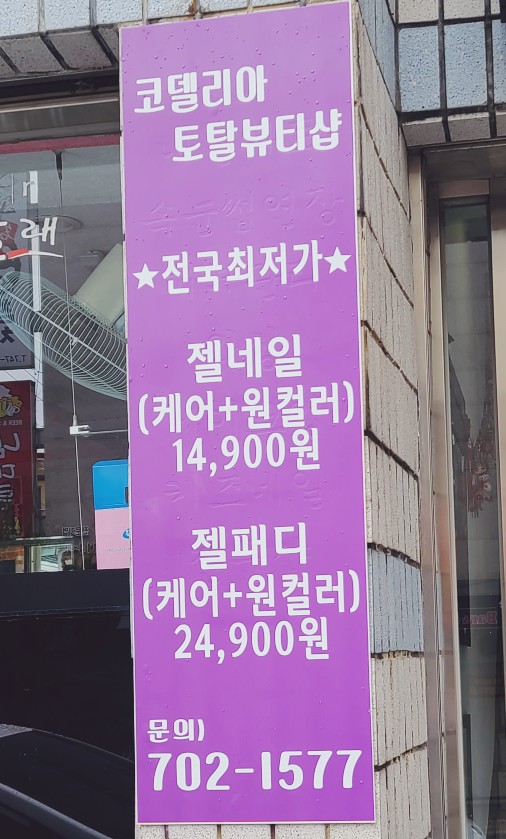 코델리아
토탈뷰티샵
★전국최저가★
젤네일
(케어+원컬러)
14,900원
젤패디
(케어+원컬러)
24,900원
문의)
702-1577